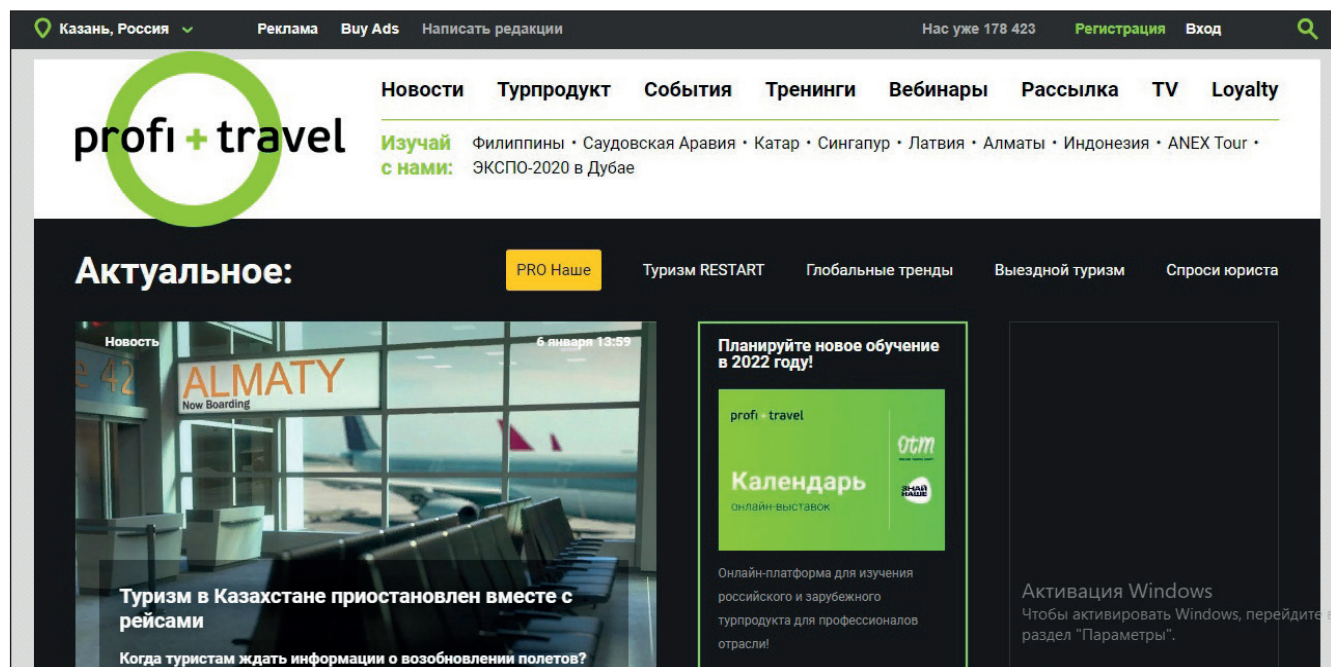 Казань, Россия Реклама Buy Ads Написать редакции Нас уже 178 423 Регистрация Вход
profi + travel
Новости Турпродукт События Тренинги Вебинары Рассылка TV Loyalty
Изучай
с нами:
Филиппины • Саудовская Аравия • Катар • Сингапур • Латвия • Алматы • Индонезия • ANEX Tour •
ЭКСПО-2020 в Дубае
Актуальное:
PRO Наше Туризм RESTART Глобальные тренды Выездной туризм Спроси юриста
Новость 6 января 13:59
42
ALMATY
Now Boarding
Туризм в Казахстане приостановлен вместе с
рейсами
Когда туристам ждать информации о возобновлении полетов?
Планируйте новое обучение
в 2022 году!
profi travel
otm
Календарь
онлайн-выставок
ЗНАЙ
НАШЕ
Онлайн-платформа для изучения
российского и зарубежного
турпродукта для профессионалов
отрасли!
Активация Windows
Чтобы активировать Windows, перейдите в
раздел "Параметры".